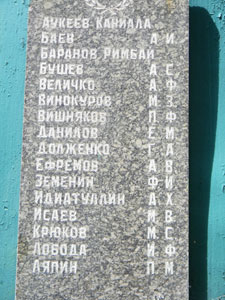 АУКЕЕВ КАНИАЛА
БАЕВ А И
БАРАНОВ РИМБАЙ
БУШЕВ А С
ВЕЛИЧКО А Ф
ВИНОКУРОВ М З
ВИШНЯКОВ П Ф
ДАНИЛОВ Е М
ДОЛЖЕНКО Г А
ЕФРЕМОВ А В
ЗЕМЕНИН Ф И
ИДИАТУЛЛИН А Х
ИСАЕВ И В
КРЮКОВ М С
ЛОБОДА И Ф
ЛЯПИН П М